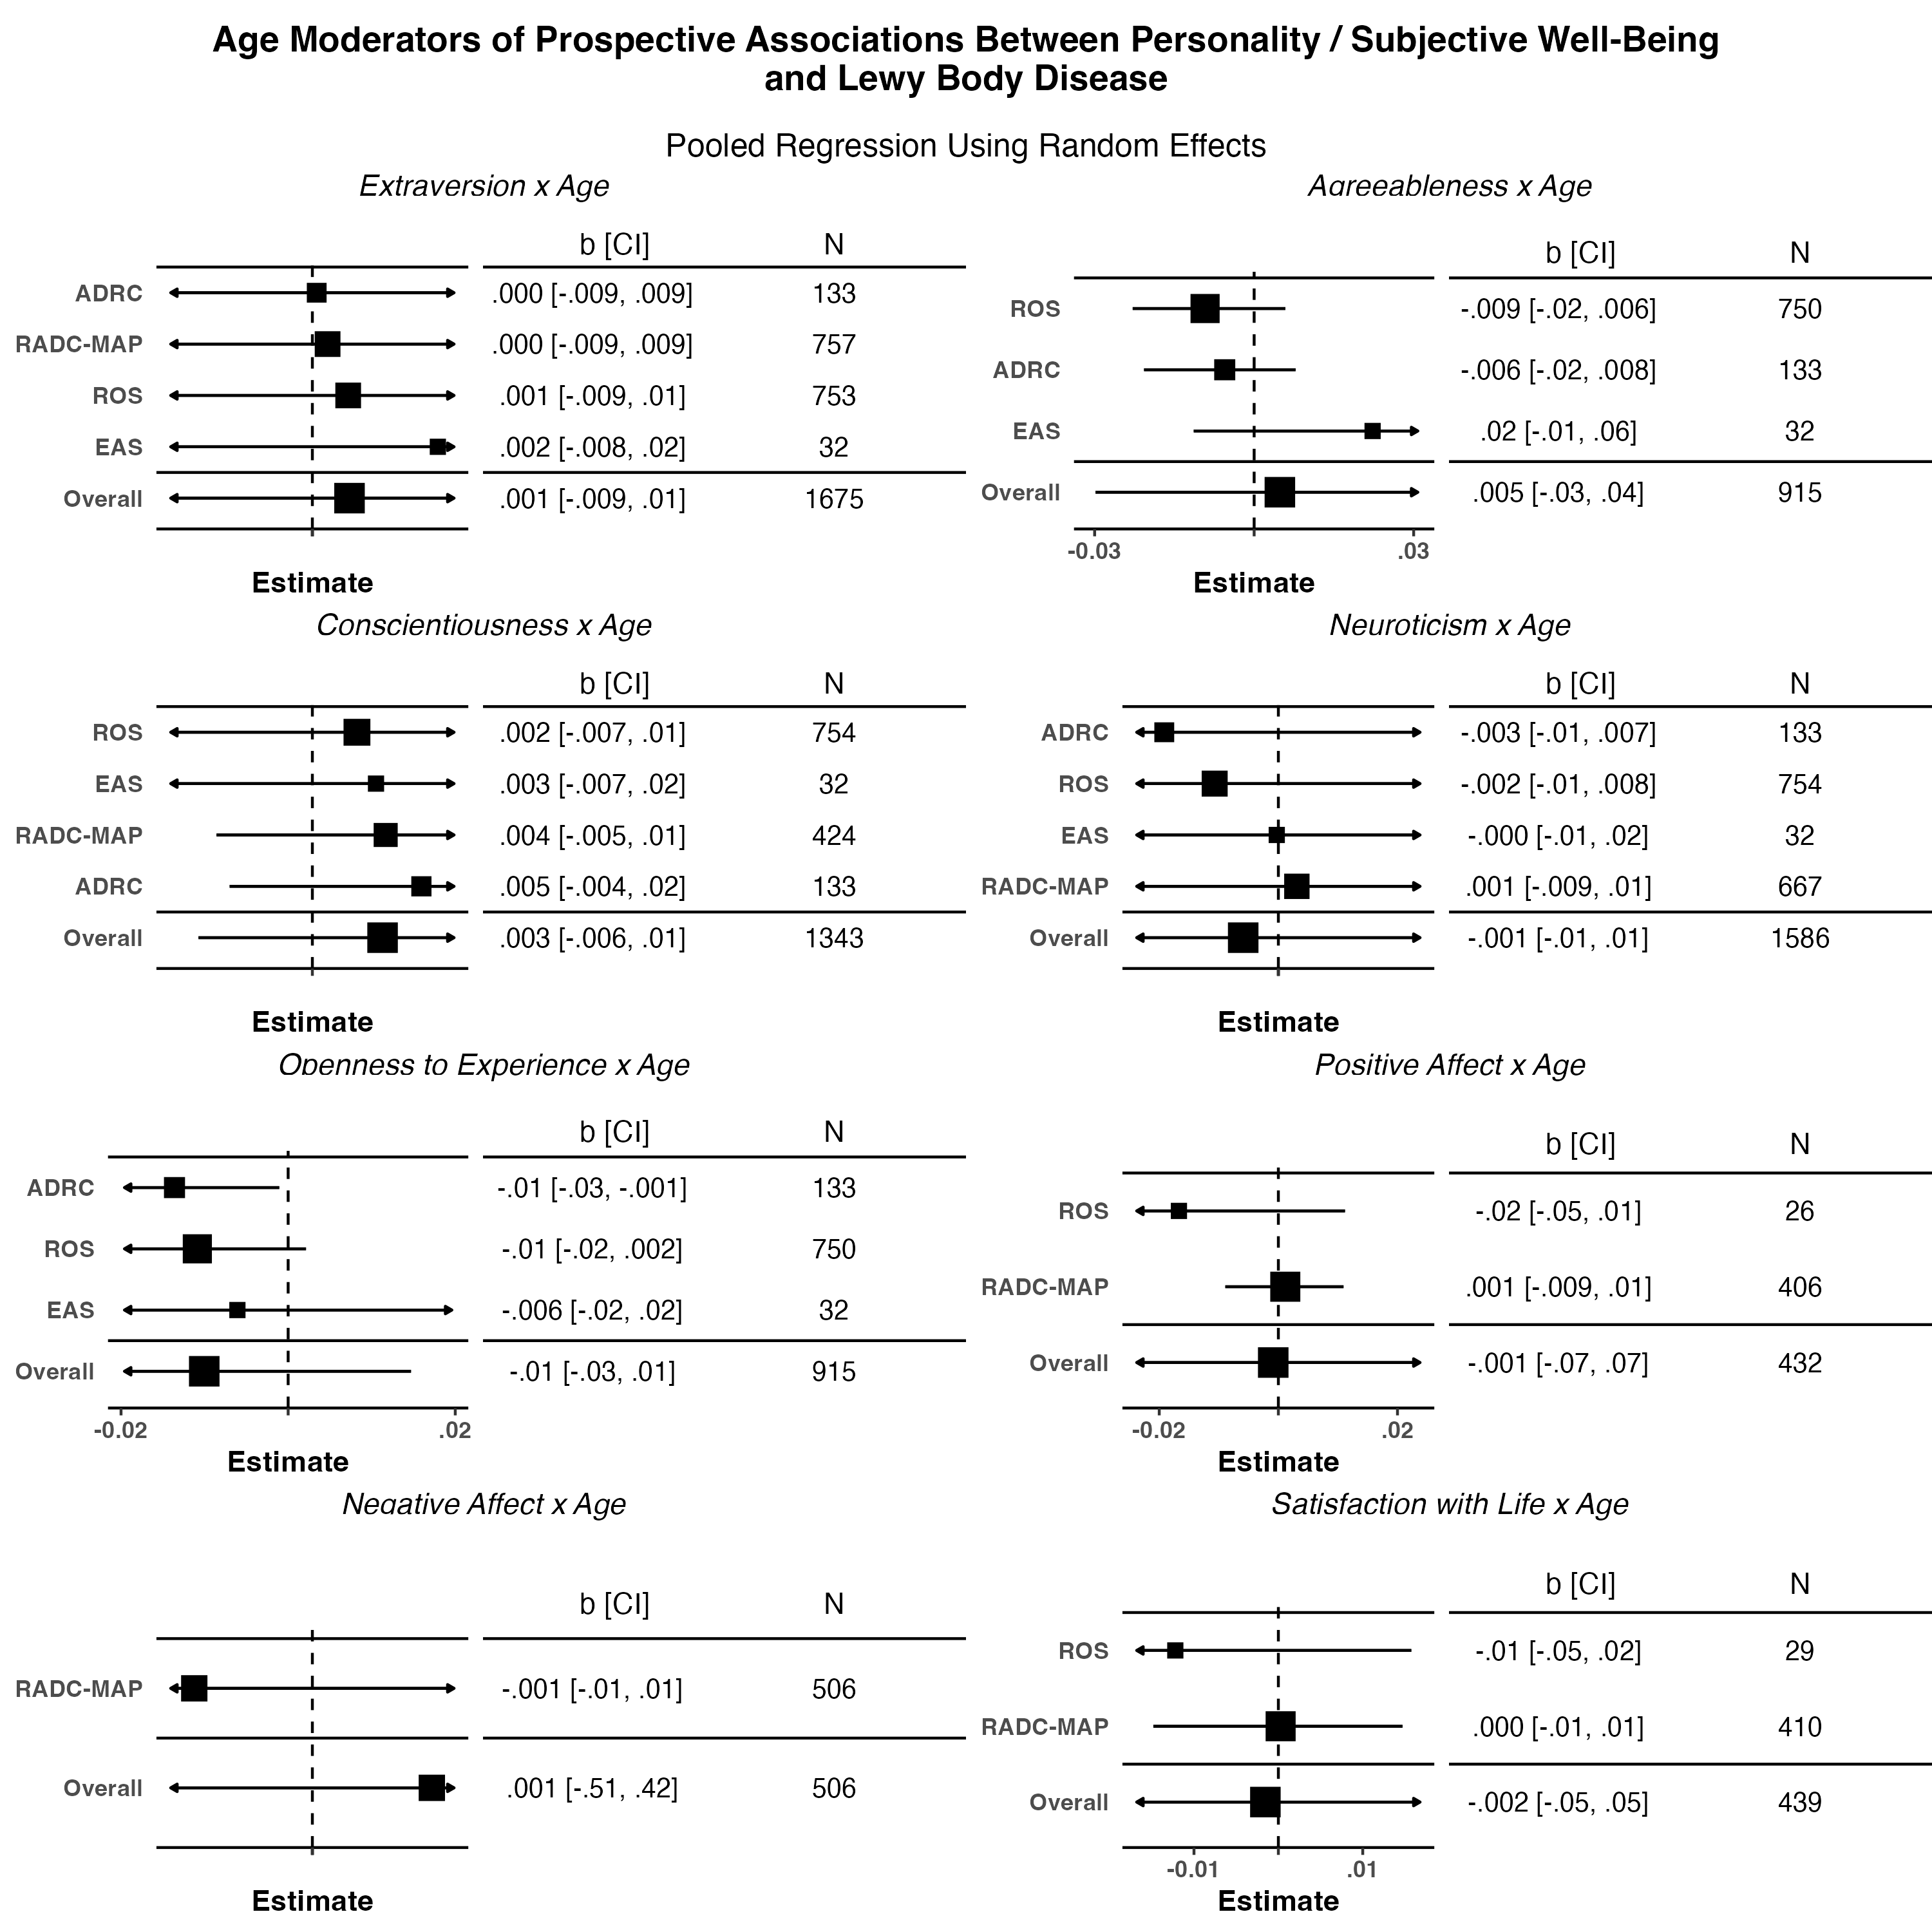 Age Moderators of Prospective Associations Between Personality / Subjective Well-Being
and Lewy Body Disease
Pooled Regression Using Random Effects
Extraversion x Age
b [CI] N
ADRC .000 [-.009, .009] 133
RADC-MAP .000 [-.009, .009] 757
ROS .001 [-.009, .01] 753
EAS .002 [-.008, .02] 32
Overall .001 [-.009, .01] 1675
Estimate
Agreeableness x Age
b [CI] N
ROS -.009 [-.02, .006] 750
ADRC -.006 [-.02, .008] 133
EAS .02 [-.01, .06] 32
Overall .005 [-.03, .04] 915
-0.03 .03
Estimate
Conscientiousness x Age
b [CI] N
ROS .002 [-.007, .01] 754
EAS .003 [-.007, .02] 32
RADC-MAP .004 [-.005, .01] 424
ADRC .005 [-.004, .02] 133
Overall .003 [-.006, .01] 1343
Estimate
Neuroticism x Age
b [CI] N
ADRC -.003 [-.01, .007] 133
ROS -.002 [-.01, .008] 754
EAS -.000 [-.01, .02] 32
RADC-MAP .001 [-.009, .01] 667
Overall -.001 [-.01, .01] 1586
Estimate
Openness to Experience x Age
b [CI] N
ADRC -.01 [-.03, -.001] 133
ROS -.01 [-.02, .002] 750
EAS -.006 [-.02, .02] 32
Overall -.01 [-.03, .01] 915
-0.02 .02
Estimate
Positive Affect x Age
b [CI] N
ROS -.02 [-.05, .01] 26
RADC-MAP .001 [-.009, .01] 406
Overall -.001 [-.07, .07] 432
-0.02 .02
Estimate
Negative Affect x Age
b [CI] N
RADC-MAP -.001 [-.01, .01] 506
Overall .001 [-.51, .42] 506
Estimate
Satisfaction with Life x Age
b [CI] N
ROS -.01 [-.05, .02] 29
RADC-MAP .000 [-.01, .01] 410
Overall -.002 [-.05, .05] 439
-0.01 .01
Estimate